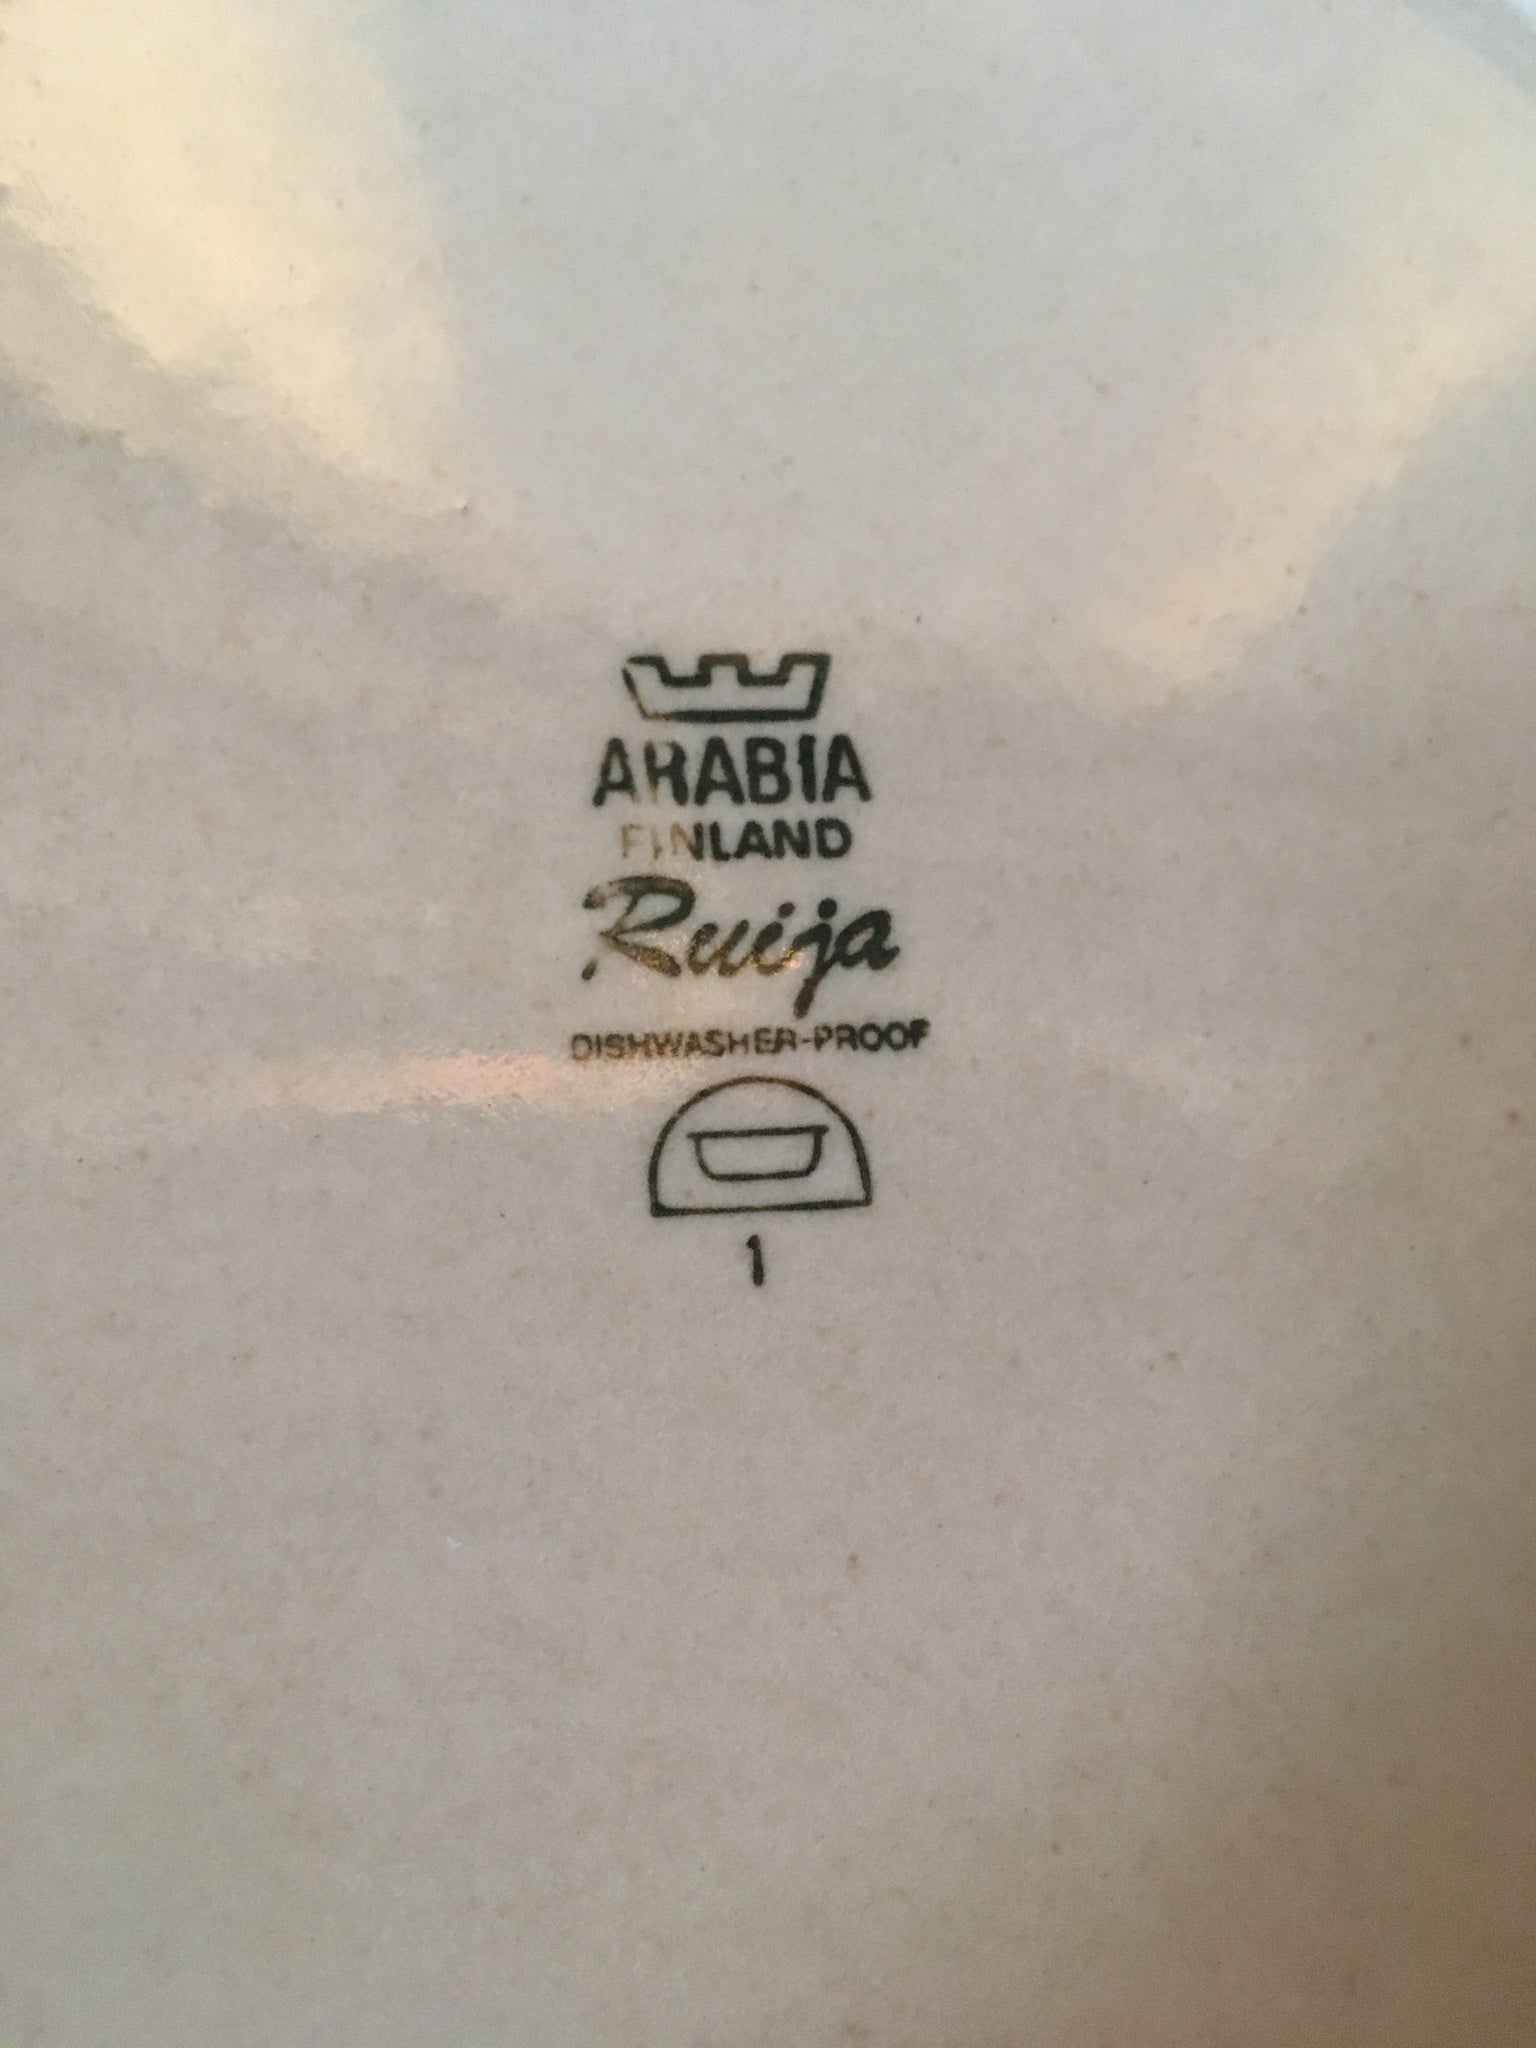 ARABIA
FINLAND
Ruija
DISHWASHER-PROOF
1